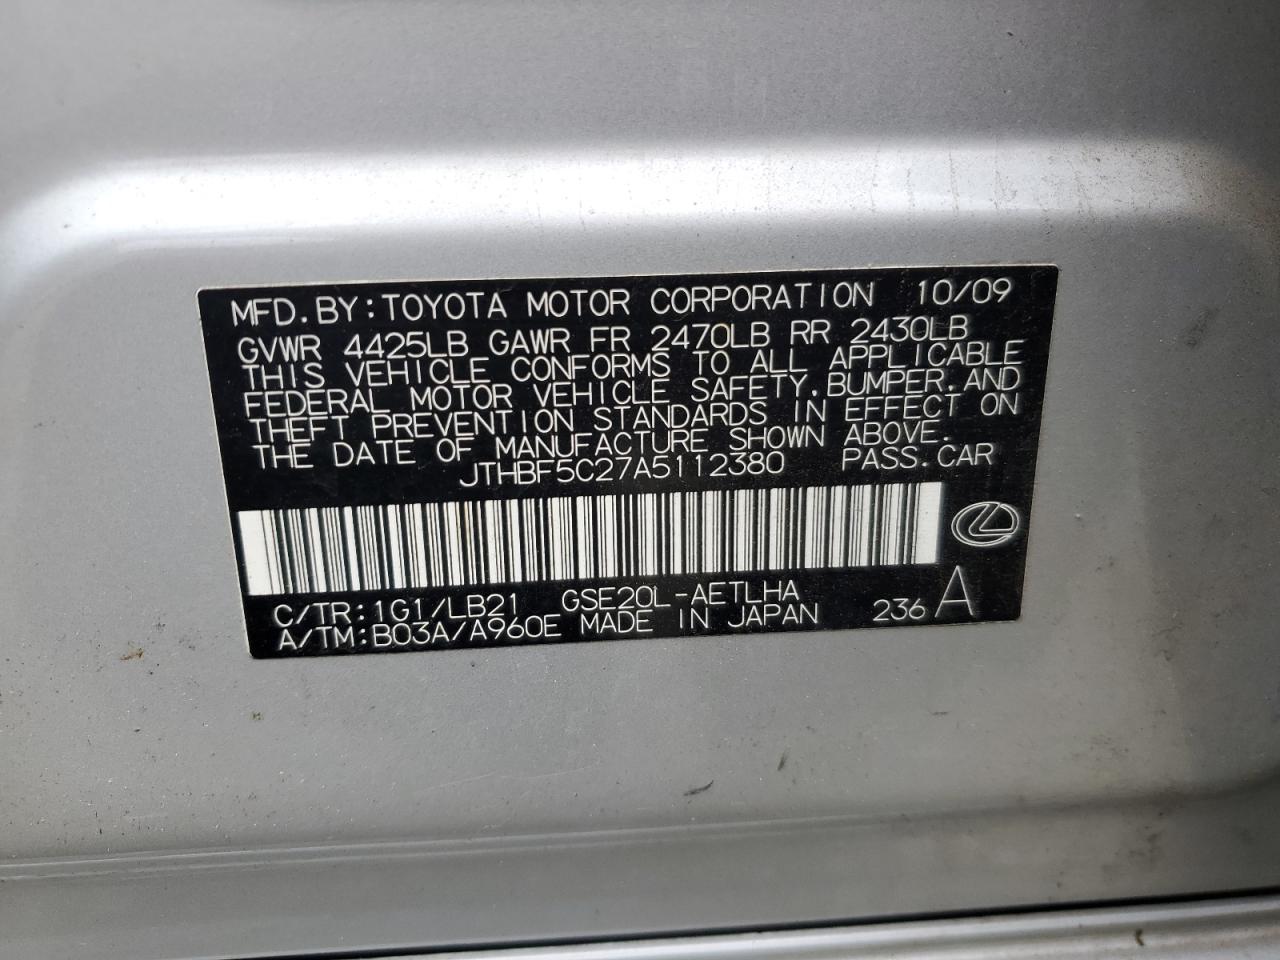 MFD.BY:TOYOTA MOTOR CORPORATION 10/09
GVWR 4425LB GAWR FR 2470LB RR 2430LB
THIS VEHICLE CONFORMS TO ALL APPLICABLE
FEDERAL MOTOR VEHICLE SAFETY,BUMPER,AND
THEFT PREVENTION STANDARDS IN EFFECT ON
THE DATE OF MANUFACTURE SHOWN ABOVE.
JTHBF5C27A5112380 PASS.CAR
C/TR:1G1/LB21 GSE20L-AETLHA
A/TM:B03A/A960E MADE IN JAPAN 236 A